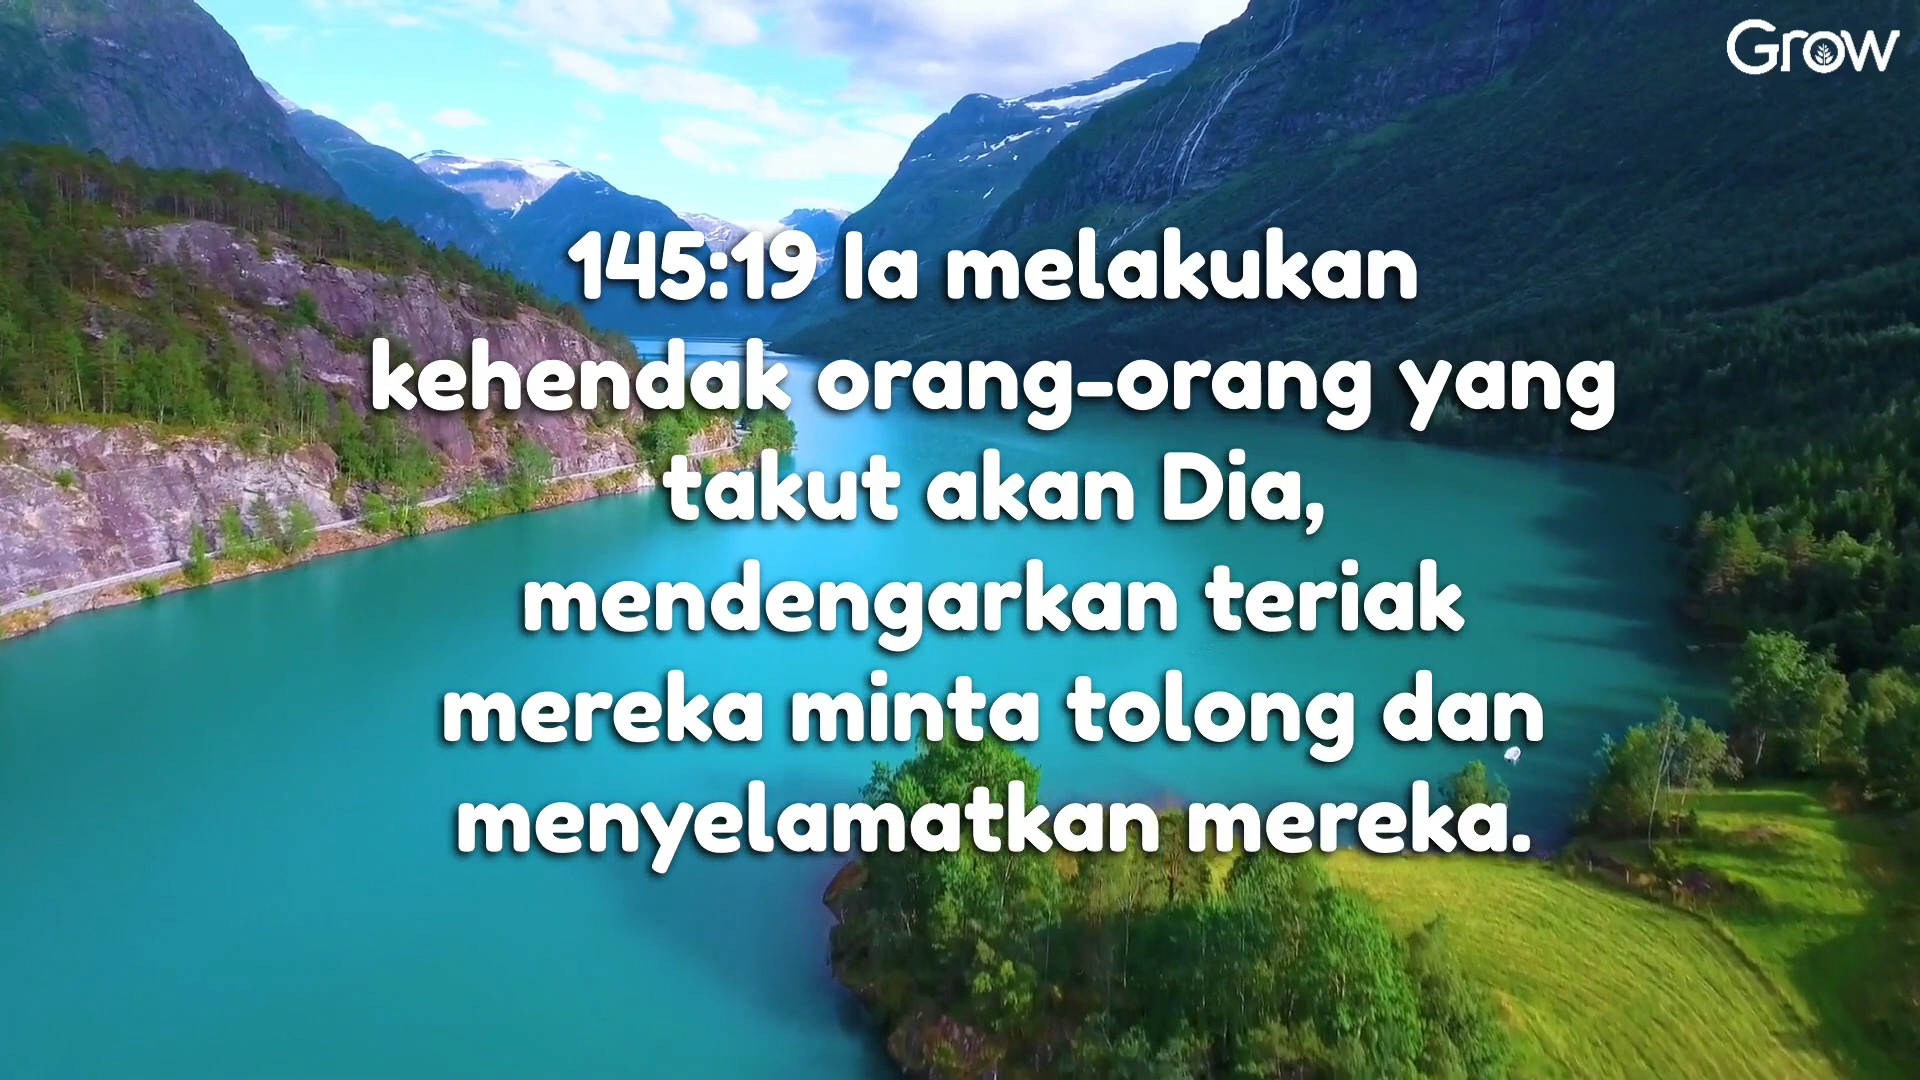 Grow
145:19 Ia melakukan
kehendak orang-orang yang
takut akan Dia,
mendengarkan teriak
mereka minta tolong dan
menyelamatkan mereka.